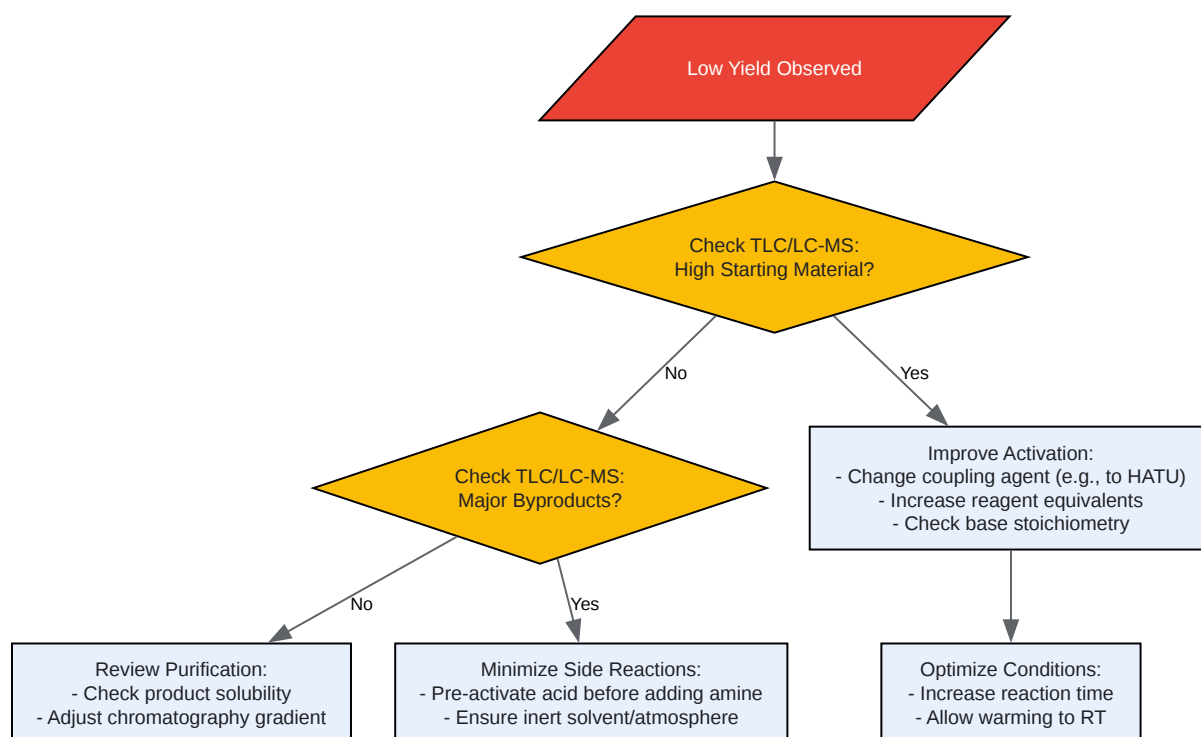 Low Yield Observed
Check TLC/LC-MS:
High Starting Material?
No
Yes
Check TLC/LC-MS:
Major Byproducts?
Improve Activation:
- Change coupling agent (e.g., to HATU)
- Increase reagent equivalents
- Check base stoichiometry
No
Yes
Review Purification:
- Check product solubility
- Adjust chromatography gradient
Minimize Side Reactions:
- Pre-activate acid before adding amine
- Ensure inert solvent/atmosphere
Optimize Conditions:
- Increase reaction time
- Allow warming to RT